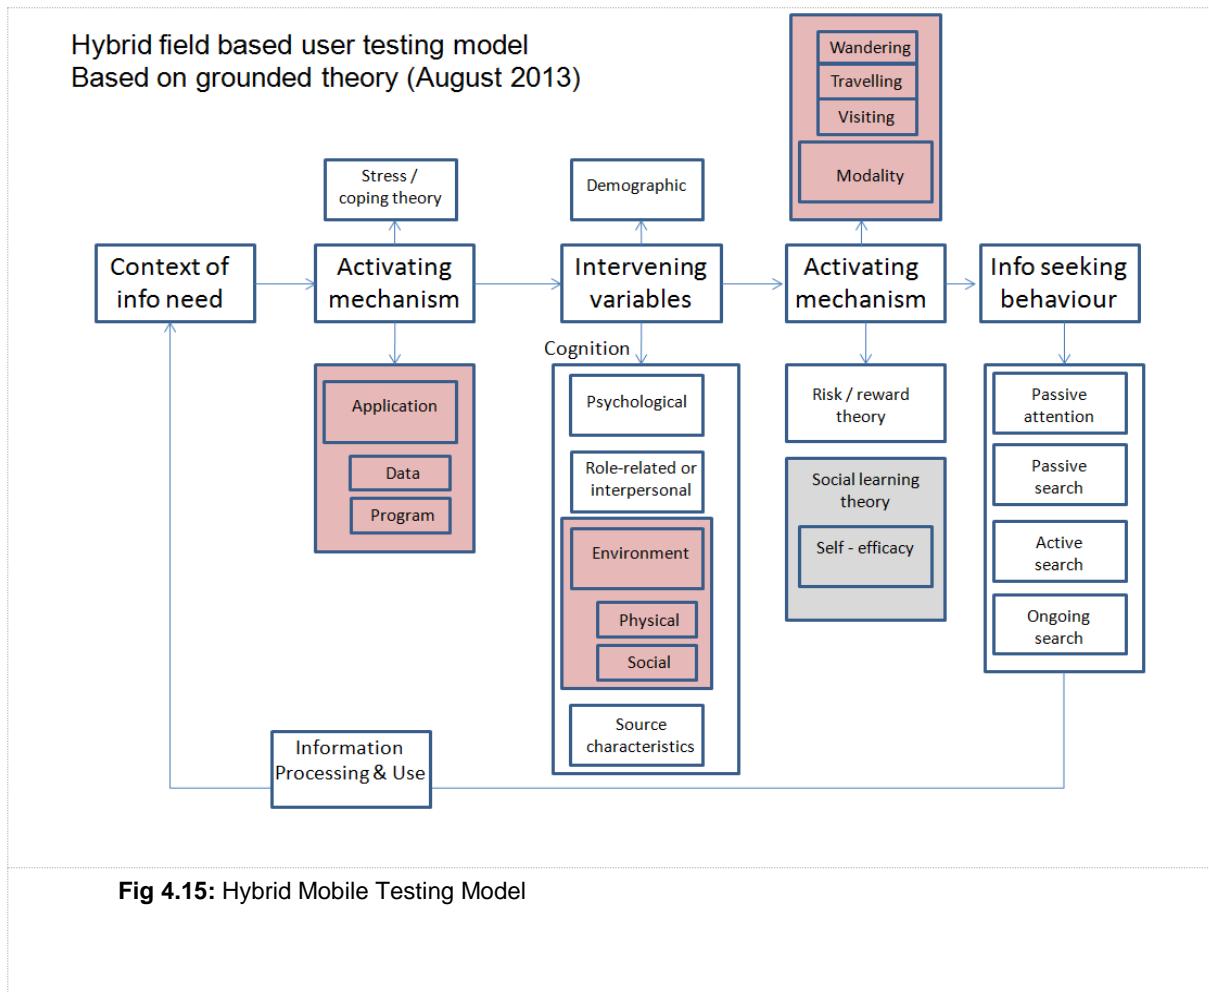 Hybrid field based user testing model
Based on grounded theory (August 2013)
Wandering
Travelling
Visiting
Modality
Stress /
coping theory
Demographic
Context of
info need
Activating
mechanism
Intervening
variables
Activating
mechanism
Info seeking
behaviour
Application
Data
Program
Cognition
Psychological
Role-related or
interpersonal
Environment
Physical
Social
Source
characteristics
Risk / reward
theory
Social learning
theory
Self - efficacy
Passive
attention
Passive
search
Active
search
Ongoing
search
Information
Processing & Use
Fig 4.15: Hybrid Mobile Testing Model